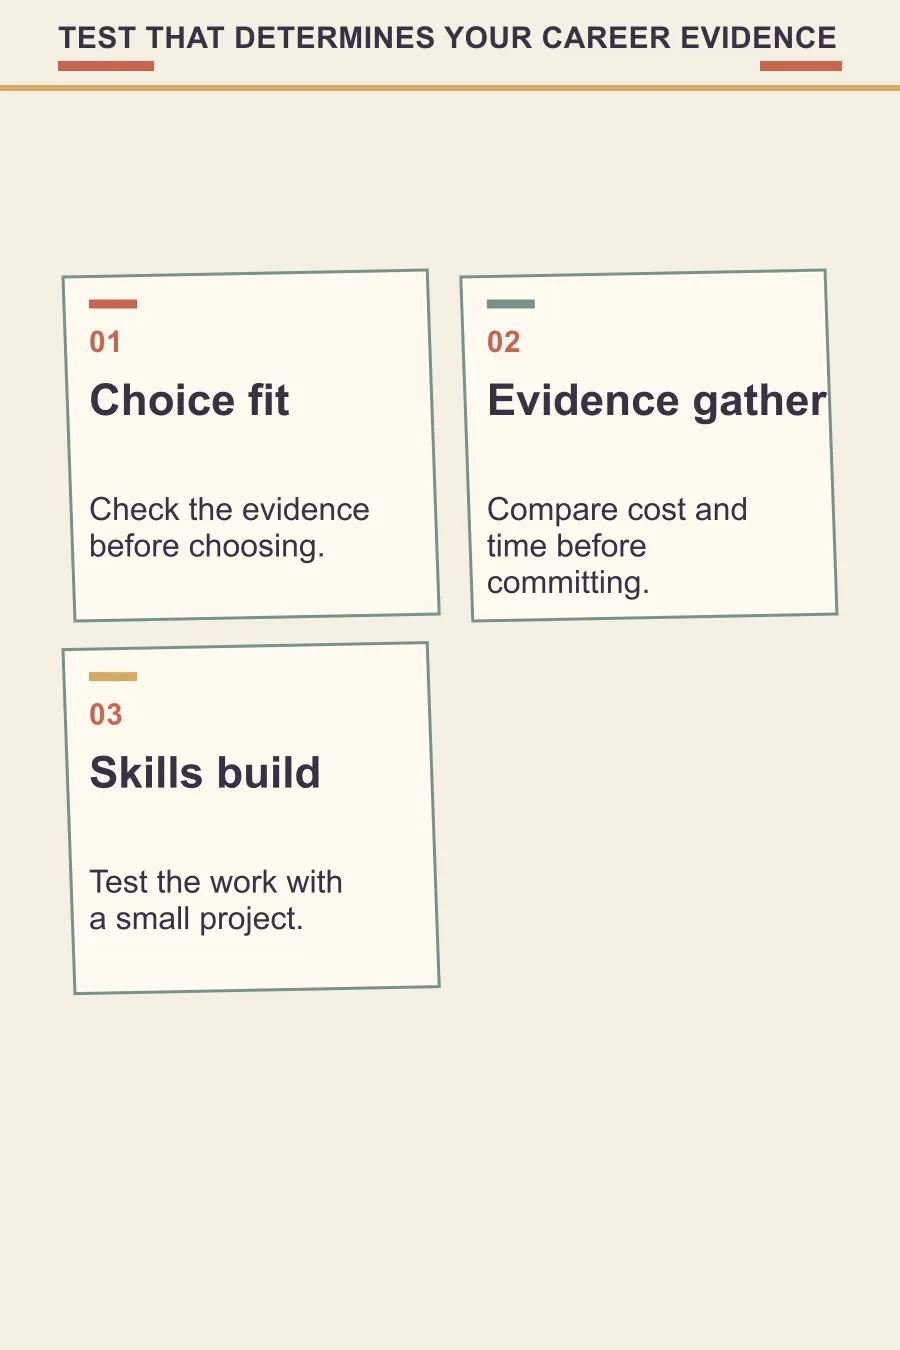 TEST THAT DETERMINES YOUR CAREER EVIDENCE
01
Choice fit
Check the evidence
before choosing.
02
Evidence gather
Compare cost and
time before
committing.
03
Skills build
Test the work with
a small project.